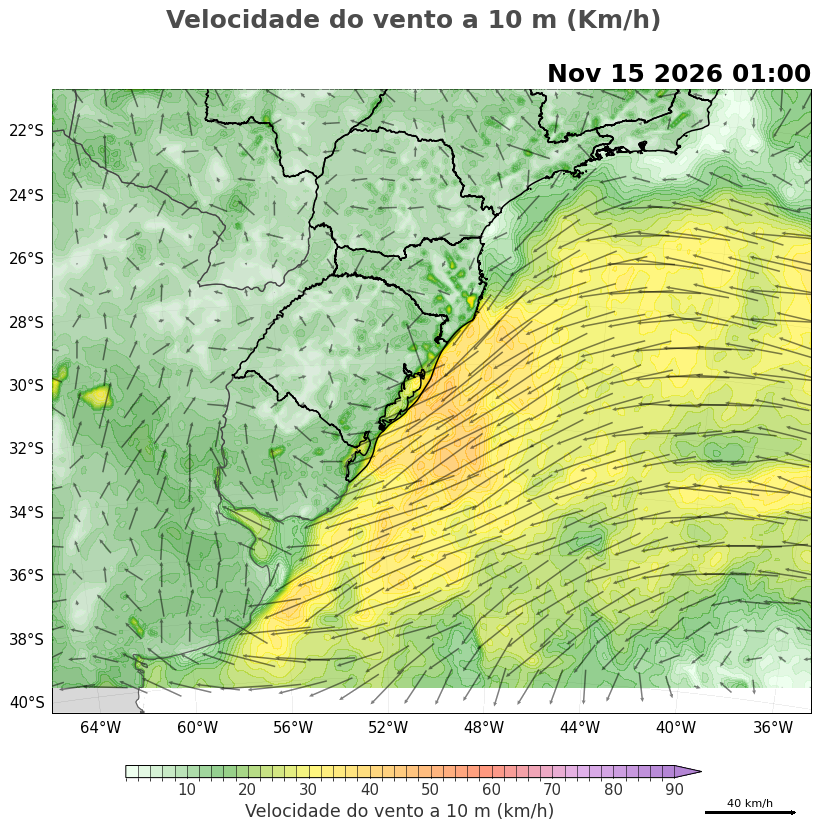 Velocidade do vento a 10 m (Km/h)
Nov 15 2026 01:00
22°S
24°S
26°S
28°S
30°S
32°S
34°S
36°S
38°S
40°S
64°W 60°W 56°W 52°W 48°W 44°W 40°W 36°W
10 20 30 40 50 60 70 80 90
Velocidade do vento a 10 m (km/h)
40 km/h